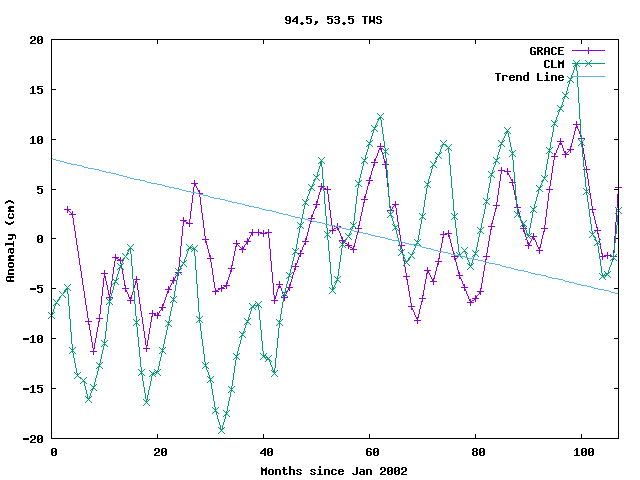 94.5, 53.5 TWS
GRACE
CLM
Trend Line
20
15
10
5
0
-5
-10
-15
-20
Anomaly (cm)
0 20 40 60 80 100
Months since Jan 2002